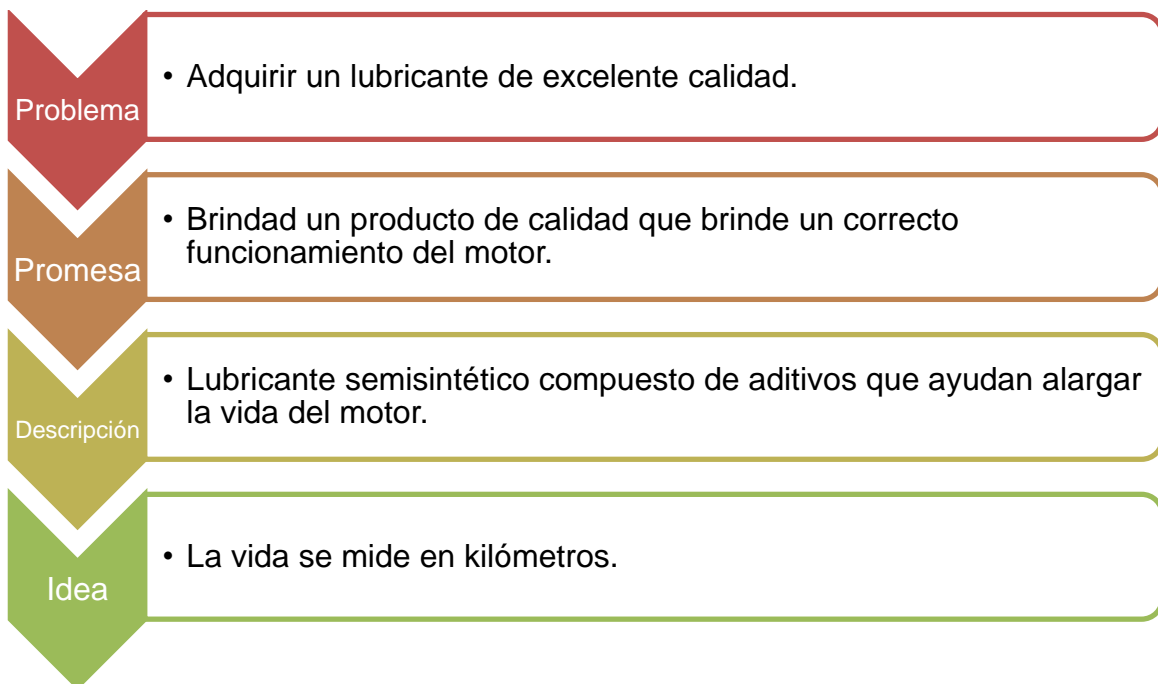 Problema
• Adquirir un lubricante de excelente calidad.
Promesa
• Brindad un producto de calidad que brinde un correcto
funcionamiento del motor.
Descripción
• Lubricante semisintético compuesto de aditivos que ayudan alargar
la vida del motor.
Idea
• La vida se mide en kilómetros.